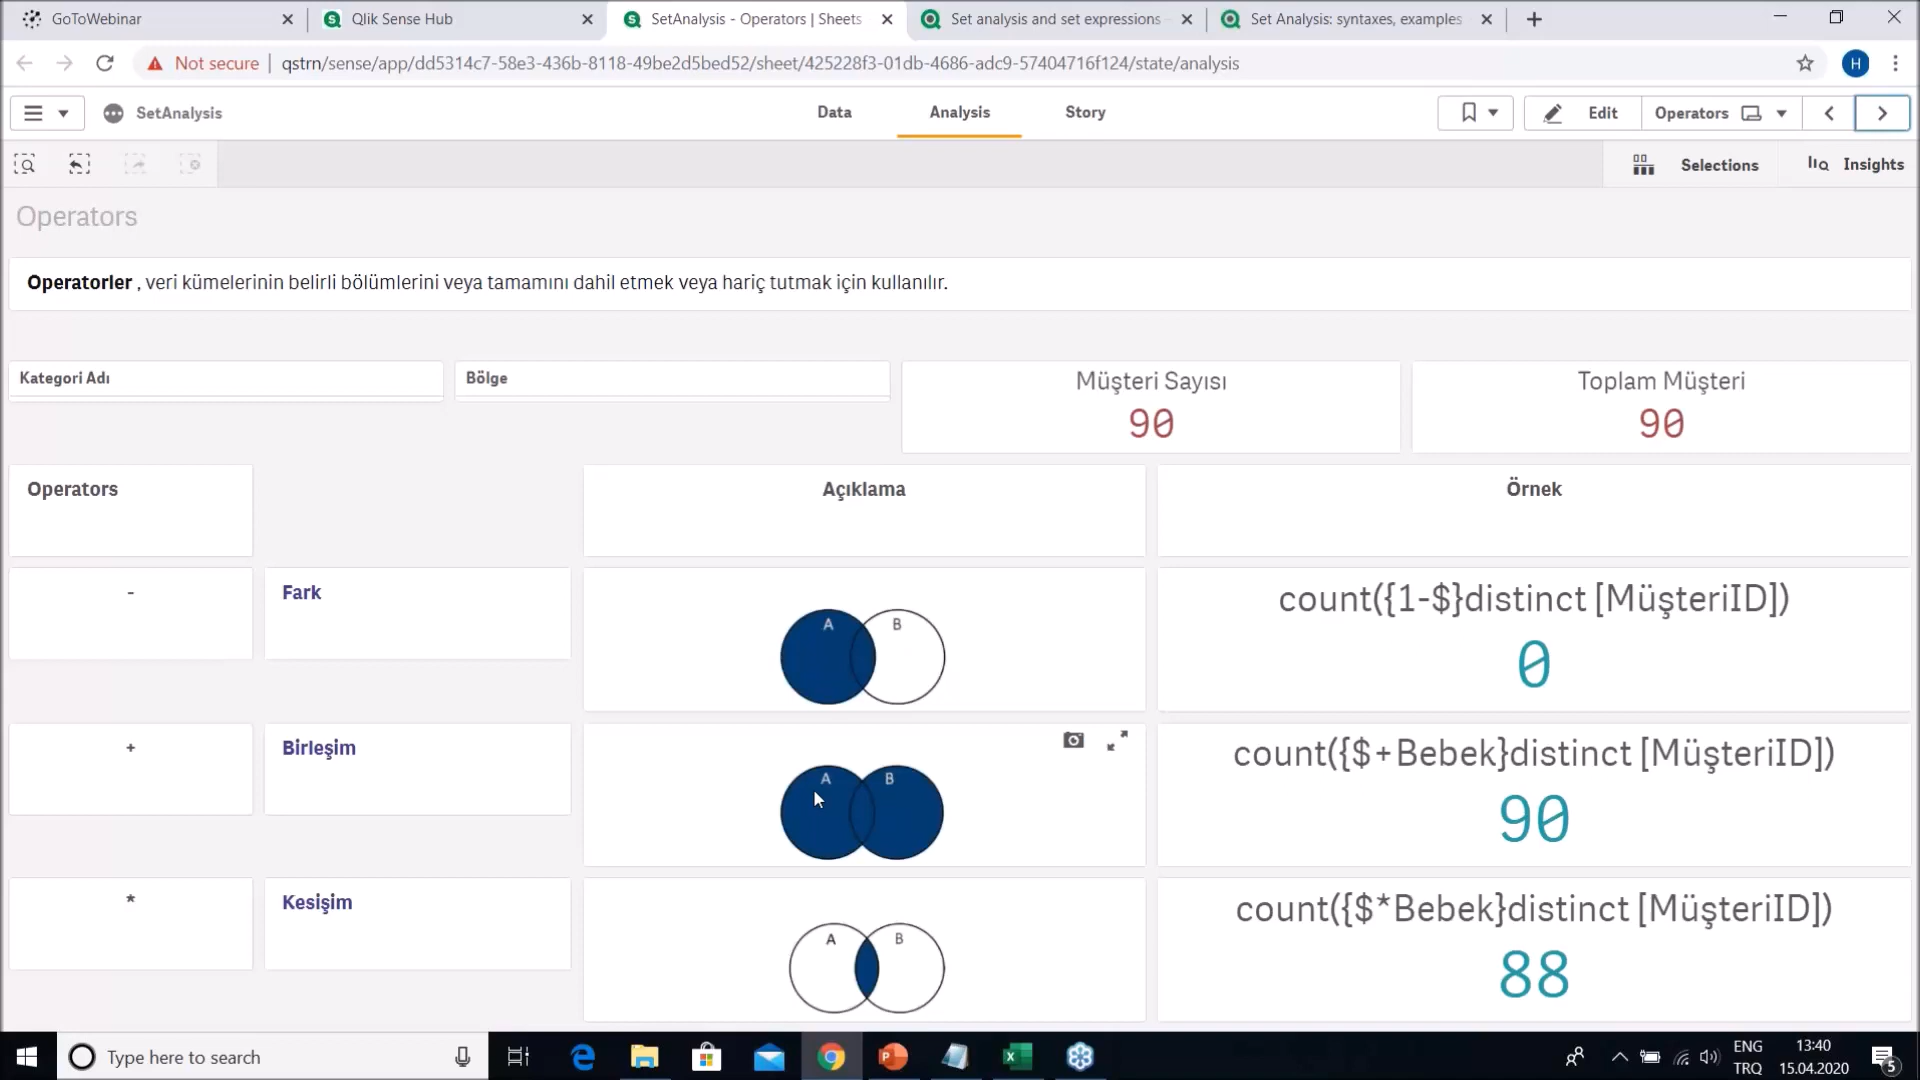 GoToWebinar
Qlik Sense Hub
SetAnalysis - Operators | Sheets
Set analysis and set expressions
Set Analysis: syntaxes, examples
Not secure
qstrn/sense/app/dd5314c7-58e3-436b-8118-49be2d5bed52/sheet/425228f3-01db-4686-adc9-57404716f124/state/analysis
H
SetAnalysis
Data
Analysis
Story
Edit
Operators
Selections
Insights
Operators
Operatorler , veri kümelerinin belirli bölümlerini veya tamamını dahil etmek veya hariç tutmak için kullanılır.
Kategori Adı
Bölge
Müşteri Sayısı
90
Toplam Müşteri
90
Operators
Açıklama
Örnek
-
Fark
A B
count({1-$}distinct [MüşteriID])
0
+
Birleşim
A B
count({$+Bebek}distinct [MüşteriID])
90
*
Kesişim
A B
count({$*Bebek}distinct [MüşteriID])
88
Type here to search
ENG
TRQ
13:40
15.04.2020
5